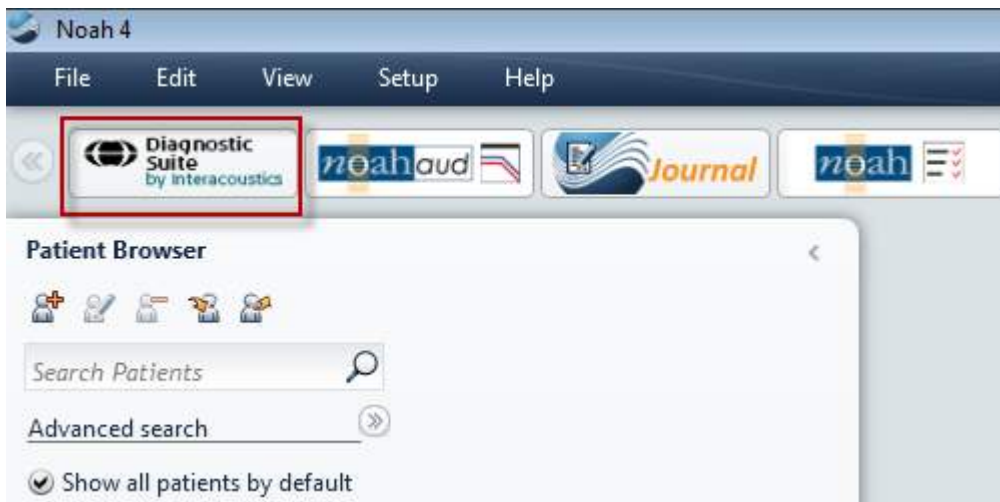 Noah 4
File Edit View Setup Help
Diagnostic
Suite
by Interacoustics
noahaud
Journal
noah
Patient Browser
Search Patients
Advanced search
Show all patients by default